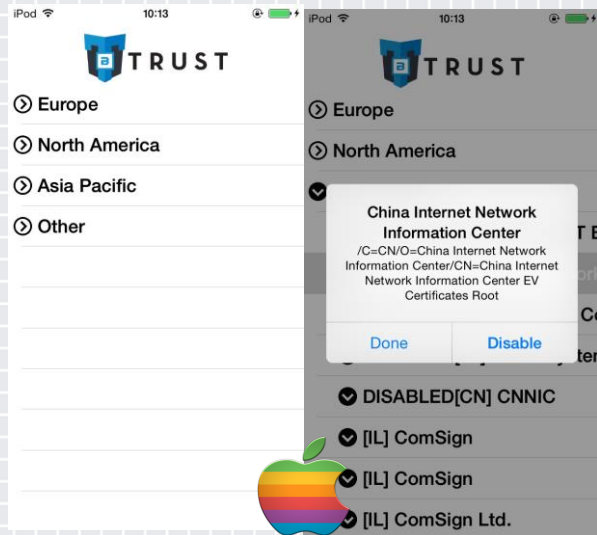 iPod 10:13
a TRUST
Europe
North America
Asia Pacific
Other
iPod 10:13
a TRUST
Europe
North America
China Internet Network
Information Center
/C=CN/O=China Internet Network
Information Center/CN=China Internet
Network Information Center EV
Certificates Root
Done Disable
DISABLED[CN] CNNIC
[IL] ComSign
[IL] ComSign
[IL] ComSign Ltd.